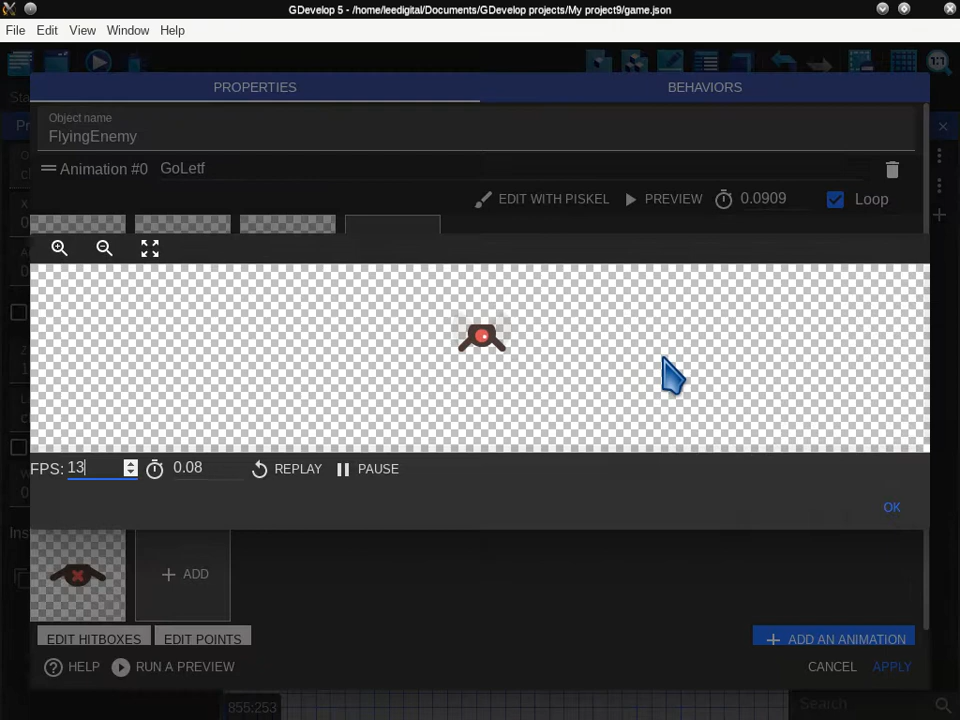 GDevelop 5 - /home/leedigital/Documents/GDevelop projects/My project9/game.json
File Edit View Window Help
1:1
PROPERTIES BEHAVIORS
Object name
FlyingEnemy
Animation #0 GoLetf
EDIT WITH PISKEL PREVIEW 0.0909 Loop
FPS: 13 0.08 REPLAY PAUSE
OK
ADD
EDIT HITBOXES EDIT POINTS ADD AN ANIMATION
HELP RUN A PREVIEW CANCEL APPLY
855:253 Search